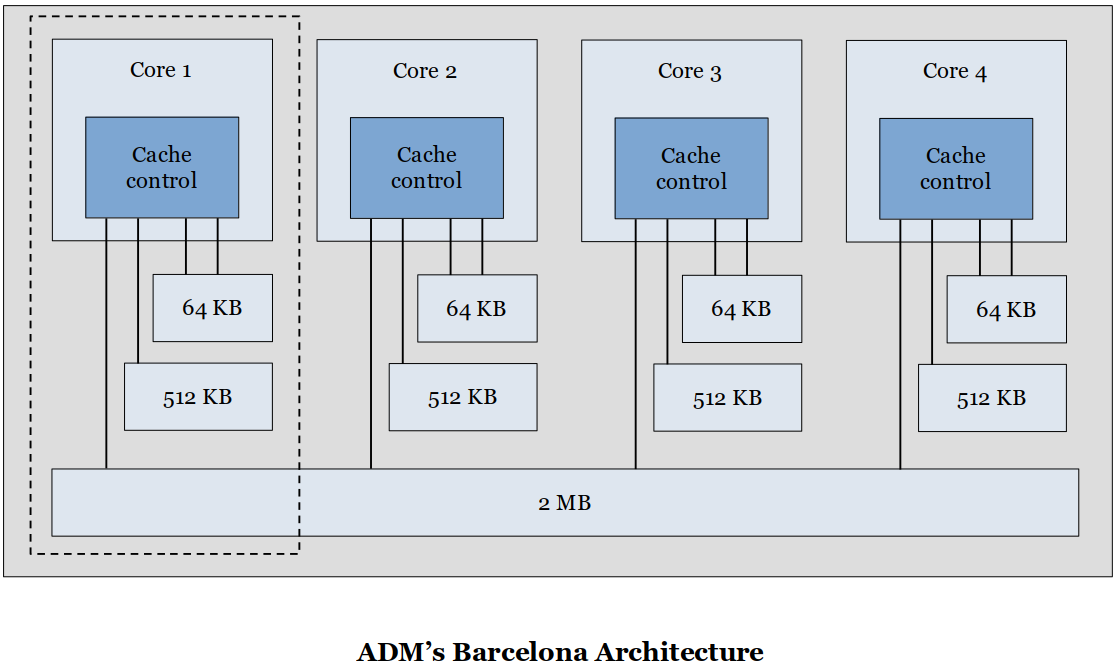 Core 1
Core 2
Core 3
Core 4
Cache
control
Cache
control
Cache
control
Cache
control
64 KB
64 KB
64 KB
64 KB
512 KB
512 KB
512 KB
512 KB
2 MB
ADM's Barcelona Architecture